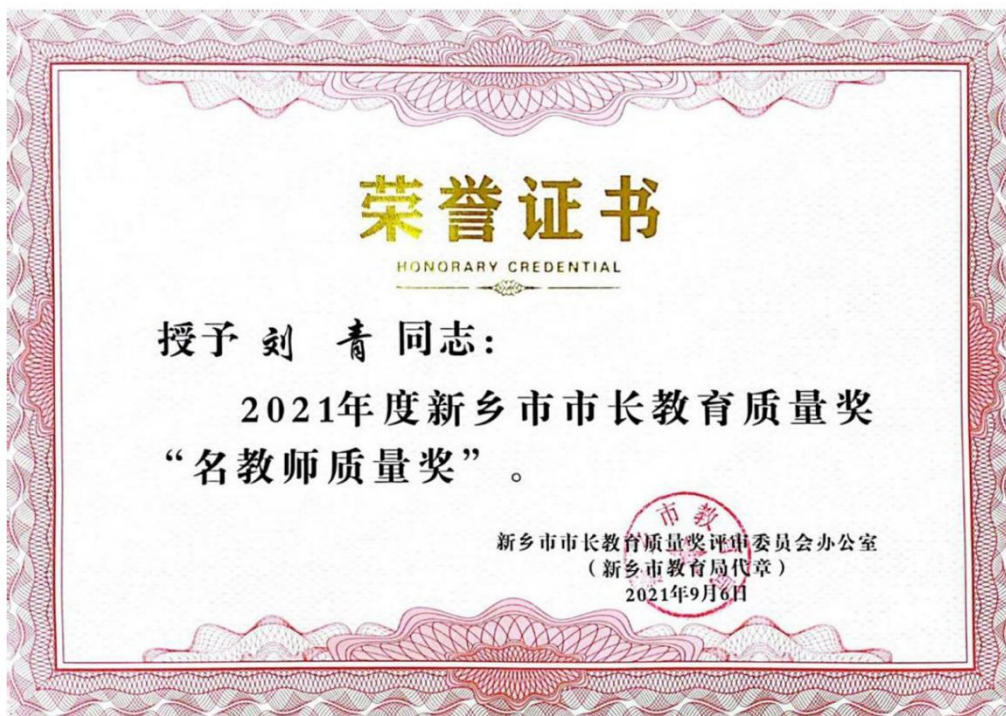 荣誉证书
HONORARY CREDENTIAL
授予 刘 青 同志：
2021年度新乡市市长教育质量奖
“名教师质量奖”。
新乡市市长教育质量奖评审委员会办公室
（新乡市教育局代章）
2021年9月6日
市教